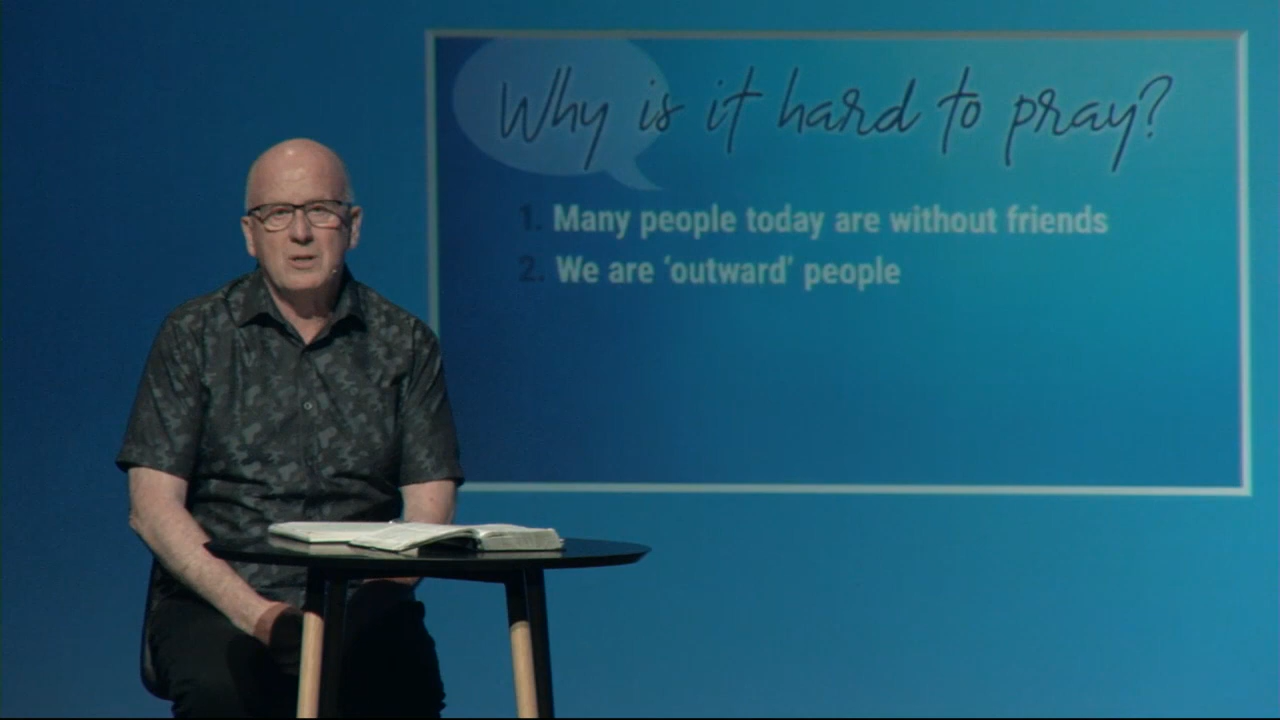 Why is it hard to pray?
1. Many people today are without friends
2. We are ‘outward’ people